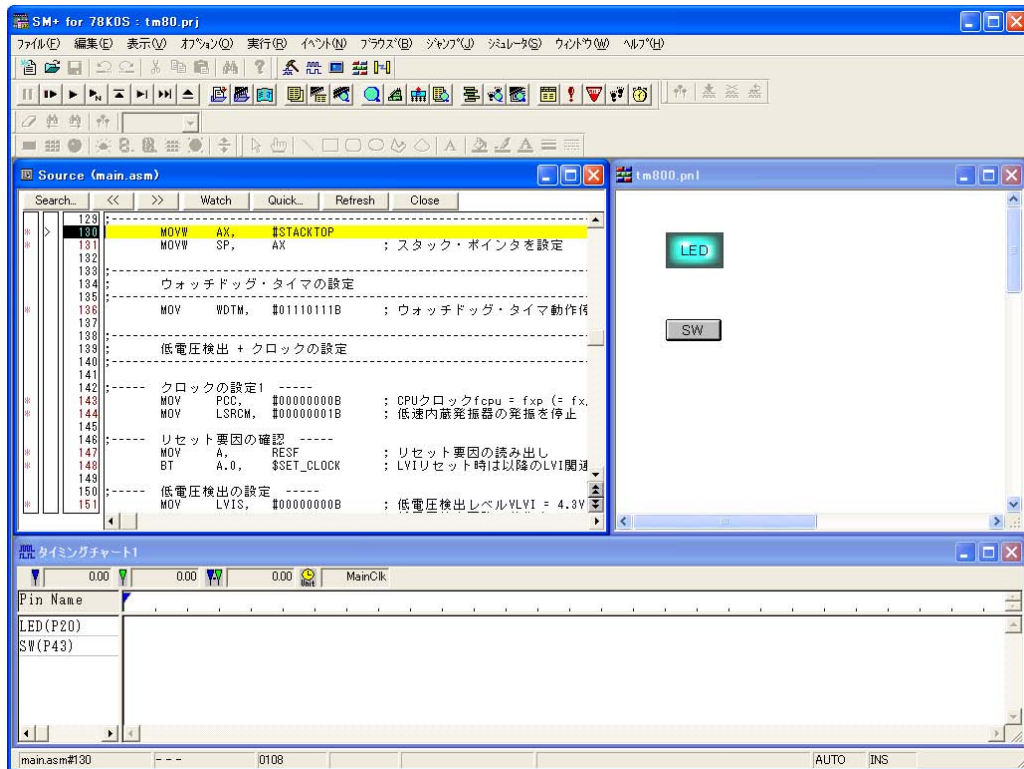 SM+ for 78K0S : tm80.prj
ﾌｧｲﾙ(F) 編集(E) 表示(V) ｵﾌﾟｼｮﾝ(O) 実行(R) ｲﾍﾞﾝﾄ(N) ﾌﾞﾗｳｽﾞ(B) ｼﾞｬﾝﾌﾟ(J) ｼﾐｭﾚｰﾀ(S) ｳｨﾝﾄﾞｳ(W) ﾍﾙﾌﾟ(H)
Source (main.asm)
Search... << >> Watch Quick... Refresh Close
129 ;--------------------------------------------------
130 MOVW AX, #STACKTOP
131 MOVW SP, AX ; スタック・ポインタを設定
132
133 ;--------------------------------------------------
134 ; ウォッチドッグ・タイマの設定
135 ;--------------------------------------------------
136 MOV WDTM, #01110111B ; ウォッチドッグ・タイマ動作停
137
138 ;--------------------------------------------------
139 ; 低電圧検出 + クロックの設定
140 ;--------------------------------------------------
141
142 ;----- クロックの設定1 -----
143 MOV PCC, #00000000B ; CPUクロックfcpu = fxp (= fx
144 MOV LSRCM, #00000001B ; 低速内蔵発振器の発振を停止
145
146 ;----- リセット要因の確認 -----
147 MOV A, RESF ; リセット要因の読み出し
148 BT A.0, $SET_CLOCK ; LVIリセット時は以降のLVI関連
149
150 ;----- 低電圧検出の設定 -----
151 MOV LVIS, #00000000B ; 低電圧検出レベルVLVI = 4.3V
tm800.pnl
LED
SW
タイミングチャート1
0.00 0.00 0.00 Unit MainClk
Pin Name
LED(P20)
SW(P43)
main.asm#130 --- 0108 AUTO INS